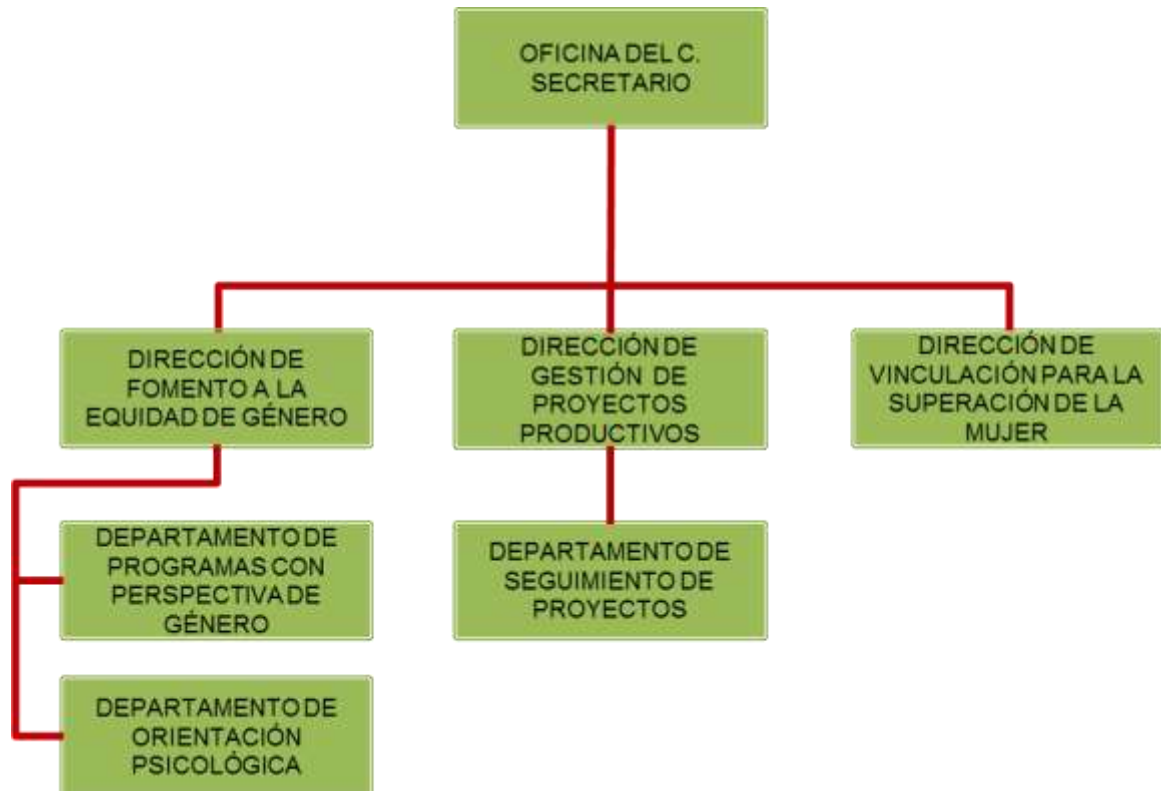 OFICINA DEL C.
SECRETARIO
DIRECCIÓN DE
FOMENTO A LA
EQUIDAD DE GÉNERO
DIRECCIÓN DE
GESTIÓN DE
PROYECTOS
PRODUCTIVOS
DIRECCIÓN DE
VINCULACIÓN PARA LA
SUPERACIÓN DE LA
MUJER
DEPARTAMENTO DE
PROGRAMAS CON
PERSPECTIVA DE
GÉNERO
DEPARTAMENTO DE
SEGUIMIENTO DE
PROYECTOS
DEPARTAMENTO DE
ORIENTACIÓN
PSICOLÓGICA